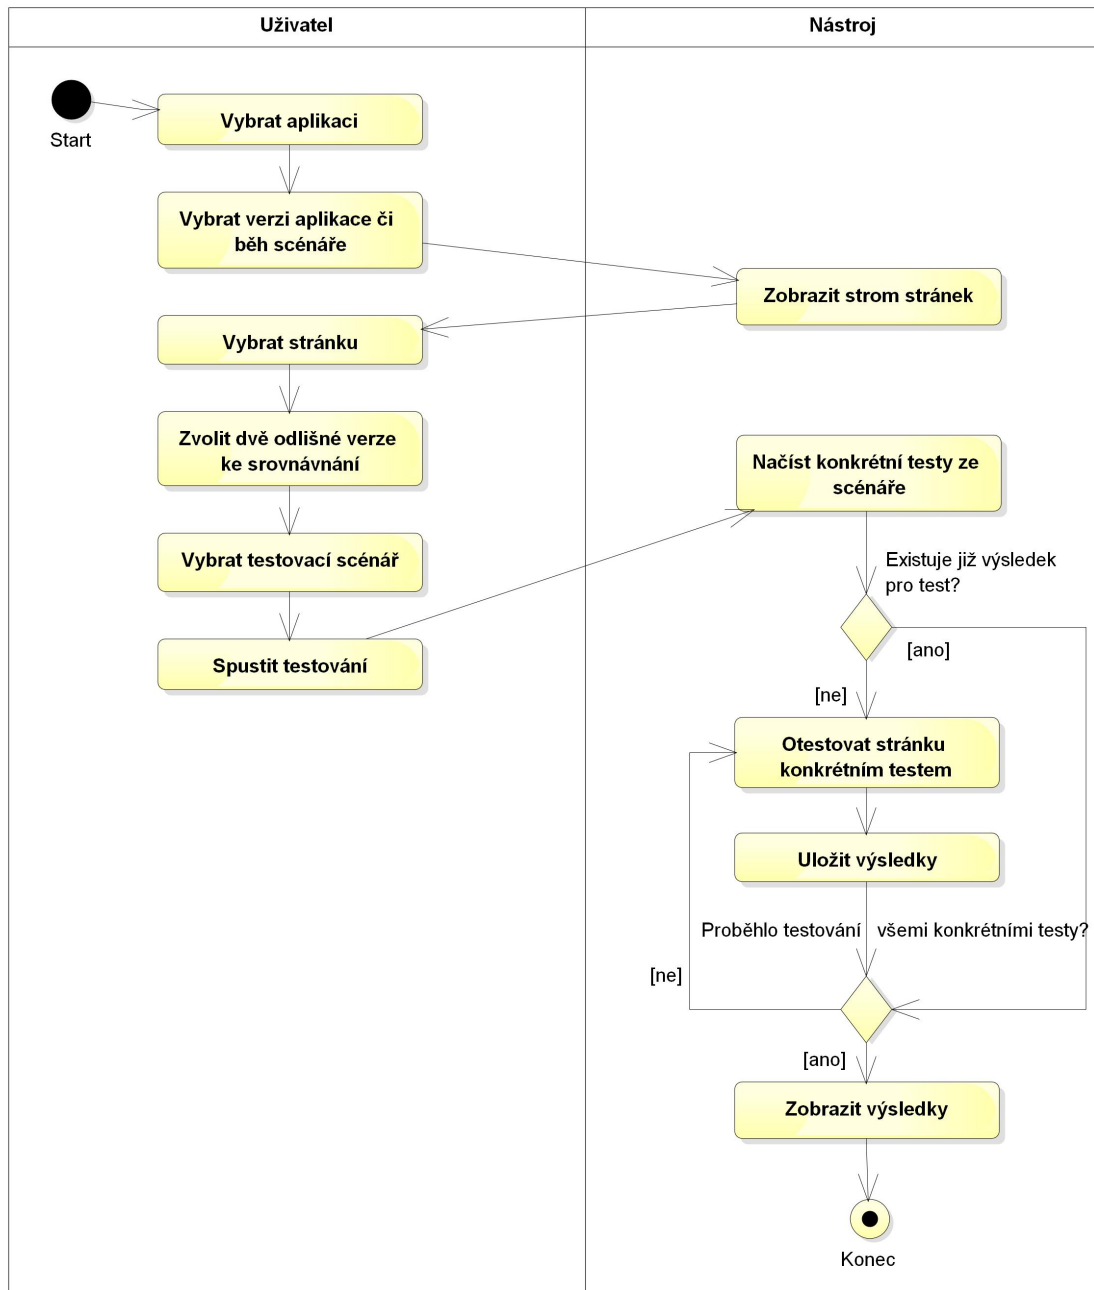 Uživatel
Nástroj
Start
Vybrat aplikaci
Vybrat verzi aplikace či
běh scénáře
Zobrazit strom stránek
Vybrat stránku
Zvolit dvě odlišné verze
ke srovnávnání
Načíst konkrétní testy ze
scénáře
Vybrat testovací scénář
Existuje již výsledek
pro test?
Spustit testování
[ano]
[ne]
Otestovat stránku
konkrétním testem
Uložit výsledky
Proběhlo testování všemi konkrétními testy?
[ne]
[ano]
Zobrazit výsledky
Konec